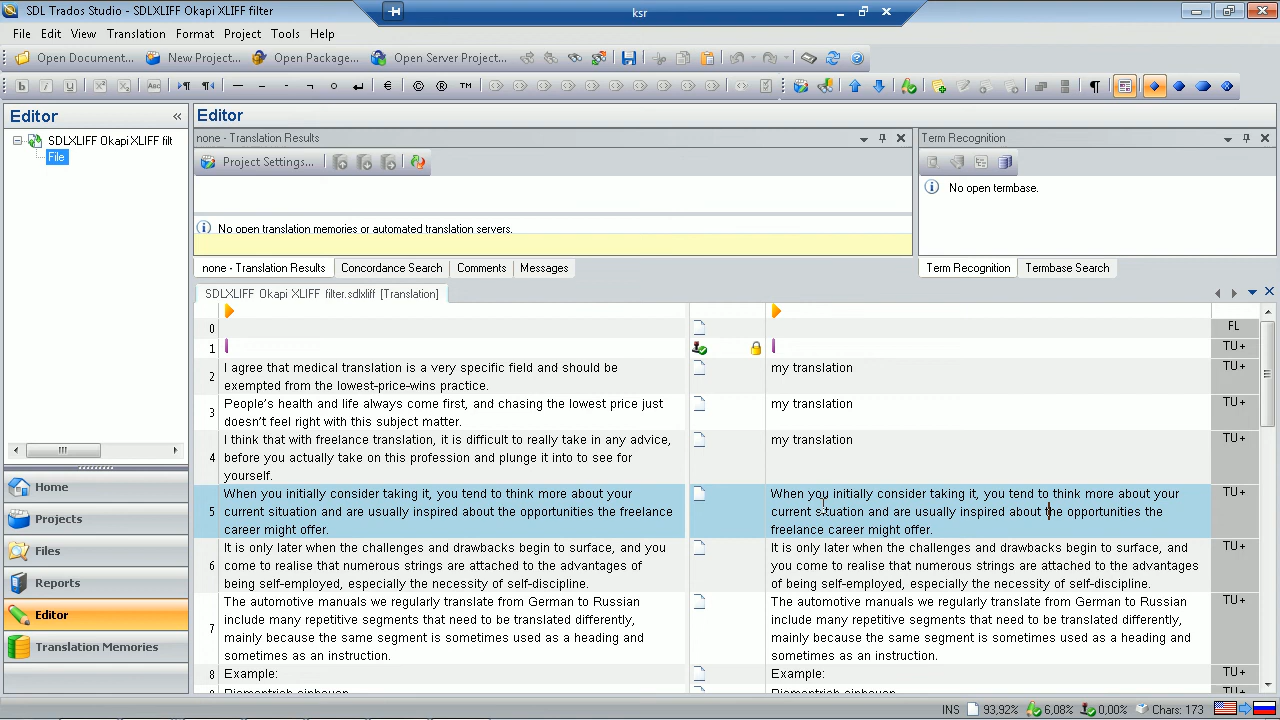 SDL Trados Studio - SDLXLIFF Okapi XLIFF filter
ksr
File Edit View Translation Format Project Tools Help
Open Document... New Project... Open Package... Open Server Project...
Editor
SDLXLIFF Okapi XLIFF filt
File
Home
Projects
Files
Reports
Editor
Translation Memories
Editor
none - Translation Results
Project Settings...
No open translation memories or automated translation servers.
none - Translation Results Concordance Search Comments Messages
Term Recognition
No open termbase.
Term Recognition Termbase Search
SDLXLIFF Okapi XLIFF filter.sdlxliff [Translation]
0 FL
1 TU+
2 I agree that medical translation is a very specific field and should be my translation TU+
exempted from the lowest-price-wins practice.
3 People's health and life always come first, and chasing the lowest price just my translation TU+
doesn't feel right with this subject matter.
4 I think that with freelance translation, it is difficult to really take in any advice, my translation TU+
before you actually take on this profession and plunge it into to see for
yourself.
5 When you initially consider taking it, you tend to think more about your When you initially consider taking it, you tend to think more about your TU+
current situation and are usually inspired about the opportunities the freelance current situation and are usually inspired about the opportunities the
career might offer. freelance career might offer.
6 It is only later when the challenges and drawbacks begin to surface, and you It is only later when the challenges and drawbacks begin to surface, and TU+
come to realise that numerous strings are attached to the advantages of you come to realise that numerous strings are attached to the advantages
being self-employed, especially the necessity of self-discipline. of being self-employed, especially the necessity of self-discipline.
7 The automotive manuals we regularly translate from German to Russian The automotive manuals we regularly translate from German to Russian TU+
include many repetitive segments that need to be translated differently, include many repetitive segments that need to be translated differently,
mainly because the same segment is sometimes used as a heading and mainly because the same segment is sometimes used as a heading and
sometimes as an instruction. sometimes as an instruction.
8 Example: Example: TU+
INS 93,92% 6,08% 0,00% Chars: 173